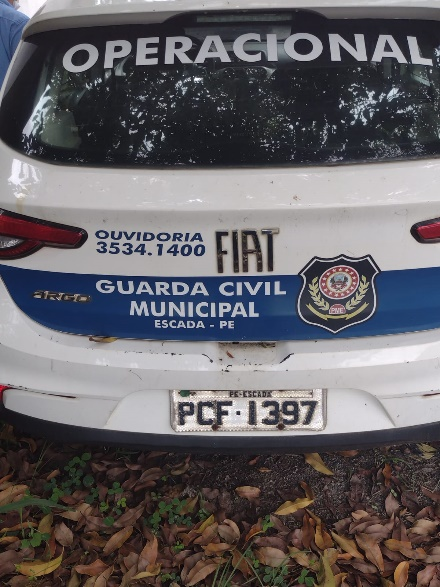 OPERACIONAL
OUVIDORIA
3534.1400
FIAT
ARGO
GUARDA CIVIL
MUNICIPAL
ESCADA - PE
PE-ESCADA
PCF-1397